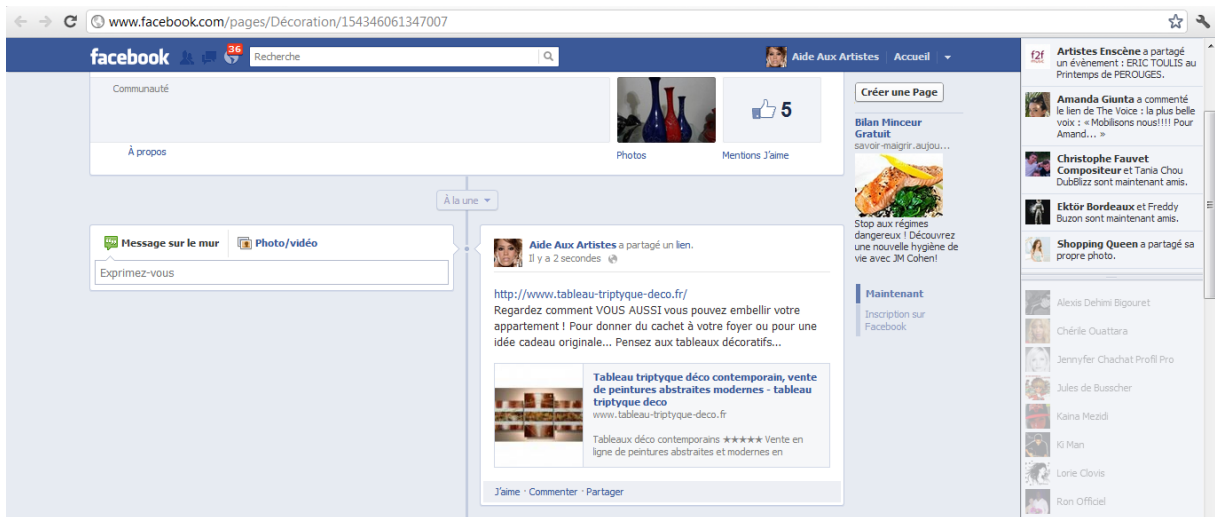 www.facebook.com/pages/Décoration/154346061347007
facebook
36
Recherche
Aide Aux Artistes
Accueil
Communauté
À propos
Photos
5
Mentions J'aime
Créer une Page
Bilan Minceur
Gratuit
savoir-maigrir.aujou...
Stop aux régimes
dangereux ! Découvrez
une nouvelle hygiène de
vie avec JM Cohen!
À la une
Message sur le mur
Photo/vidéo
Exprimez-vous
Aide Aux Artistes a partagé un lien.
Il y a 2 secondes
http://www.tableau-triptyque-deco.fr/
Regardez comment VOUS AUSSI vous pouvez embellir votre
appartement ! Pour donner du cachet à votre foyer ou pour une
idée cadeau originale... Pensez aux tableaux décoratifs...
Tableau triptyque déco contemporain, vente
de peintures abstraites modernes - tableau
triptyque deco
www.tableau-triptyque-deco.fr
Tableaux déco contemporains ★★★★★ Vente en
ligne de peintures abstraites et modernes en
J'aime · Commenter · Partager
Maintenant
Inscription sur
Facebook
f2f
Artistes Enscène a partagé
un évènement : ERIC TOULIS au
Printemps de PEROUGES.
Amanda Giunta a commenté
le lien de The Voice : la plus belle
voix : « Mobilisons nous!!!! Pour
Amand... »
Christophe Fauvet
Compositeur et Tania Chou
DubBlizz sont maintenant amis.
Ektör Bordeaux et Freddy
Buzon sont maintenant amis.
Shopping Queen a partagé sa
propre photo.
Alexis Dehimi Bigouret
Chérile Ouattara
Jennyfer Chachat Profil Pro
Jules de Busscher
Kaina Mezidi
Ki Man
Lorie Clovis
Ron Officiel